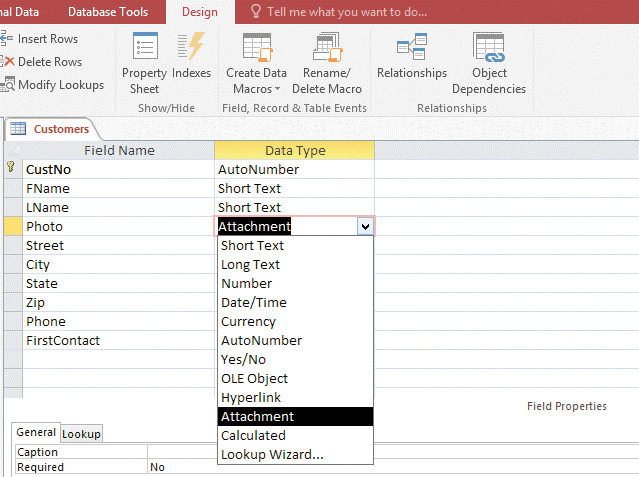 nal Data Database Tools Design Tell me what you want to do...
Insert Rows
Delete Rows
Modify Lookups
Property Sheet
Indexes
Create Data Macros
Rename/ Delete Macro
Relationships
Object Dependencies
Show/Hide
Field, Record & Table Events
Relationships
Customers
Field Name Data Type
CustNo AutoNumber
FName Short Text
LName Short Text
Photo Attachment
Street Short Text
City Long Text
State Number
Zip Date/Time
Phone Currency
FirstContact AutoNumber
Yes/No
OLE Object
Hyperlink
Field Properties
Attachment
General Lookup
Calculated
Caption
Lookup Wizard...
Required No